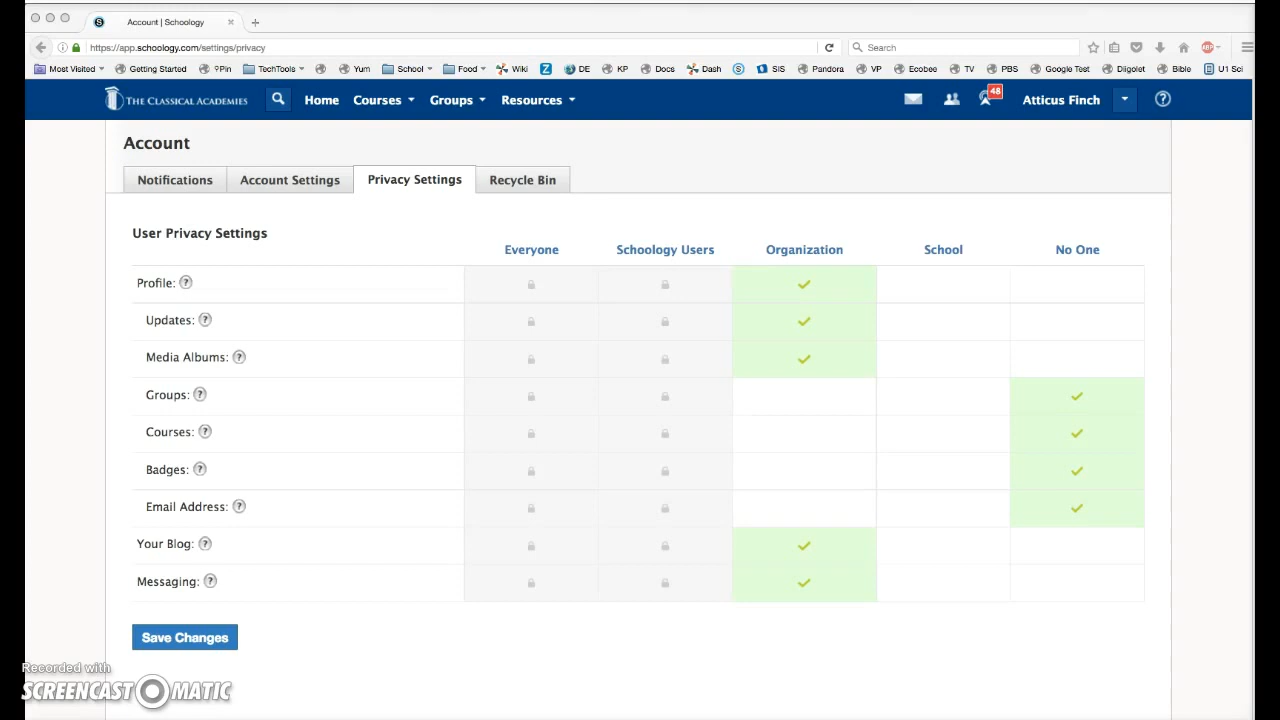 Account | Schoology
https://app.schoology.com/settings/privacy
Search
Most Visited Getting Started ?Pin TechTools Yum School Food Wiki Z DE KP Docs Dash S SIS Pandora VP Ecobee TV PBS Google Test Diigolet Bible U1 Sci
THE CLASSICAL ACADEMIES Home Courses Groups Resources 48 Atticus Finch ?
Account
Notifications Account Settings Privacy Settings Recycle Bin
User Privacy Settings
Everyone Schoology Users Organization School No One
Profile: ?
Updates: ?
Media Albums: ?
Groups: ?
Courses: ?
Badges: ?
Email Address: ?
Your Blog: ?
Messaging: ?
Save Changes
Recorded with
SCREENCAST MATIC